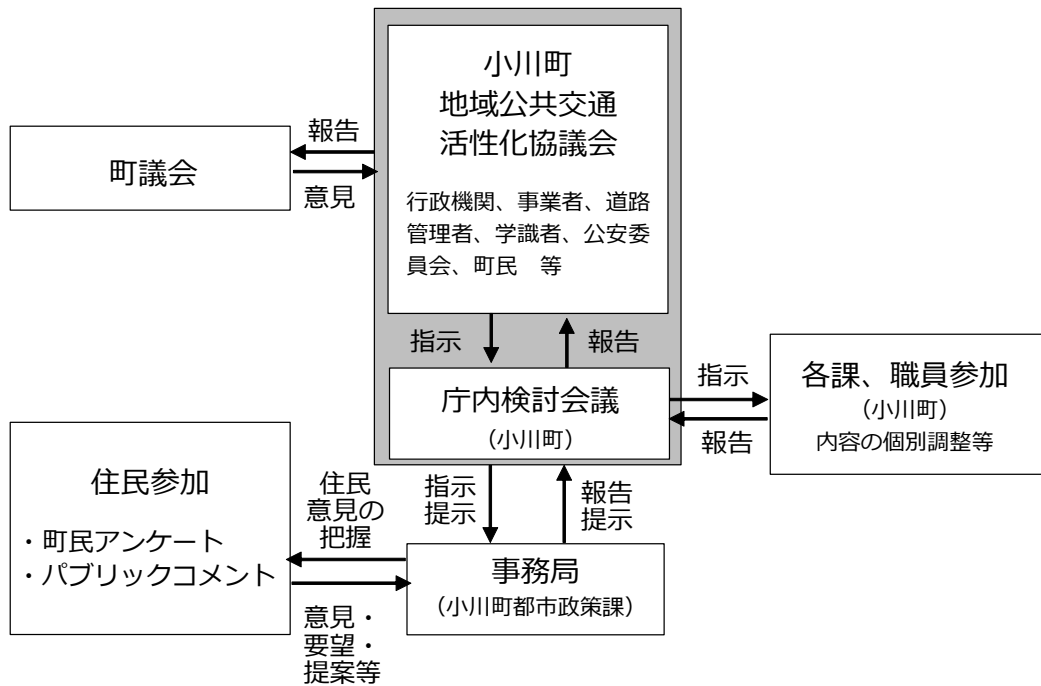 小川町
地域公共交通
活性化協議会
行政機関、事業者、道路
管理者、学識者、公安委
員会、町民　等
報告
町議会
意見
指示
報告
庁内検討会議
（小川町）
指示
各課、職員参加
（小川町）
内容の個別調整等
報告
住民参加
・町民アンケート
・パブリックコメント
住民
意見の
把握
指示
提示
報告
提示
事務局
（小川町都市政策課）
意見・
要望・
提案等